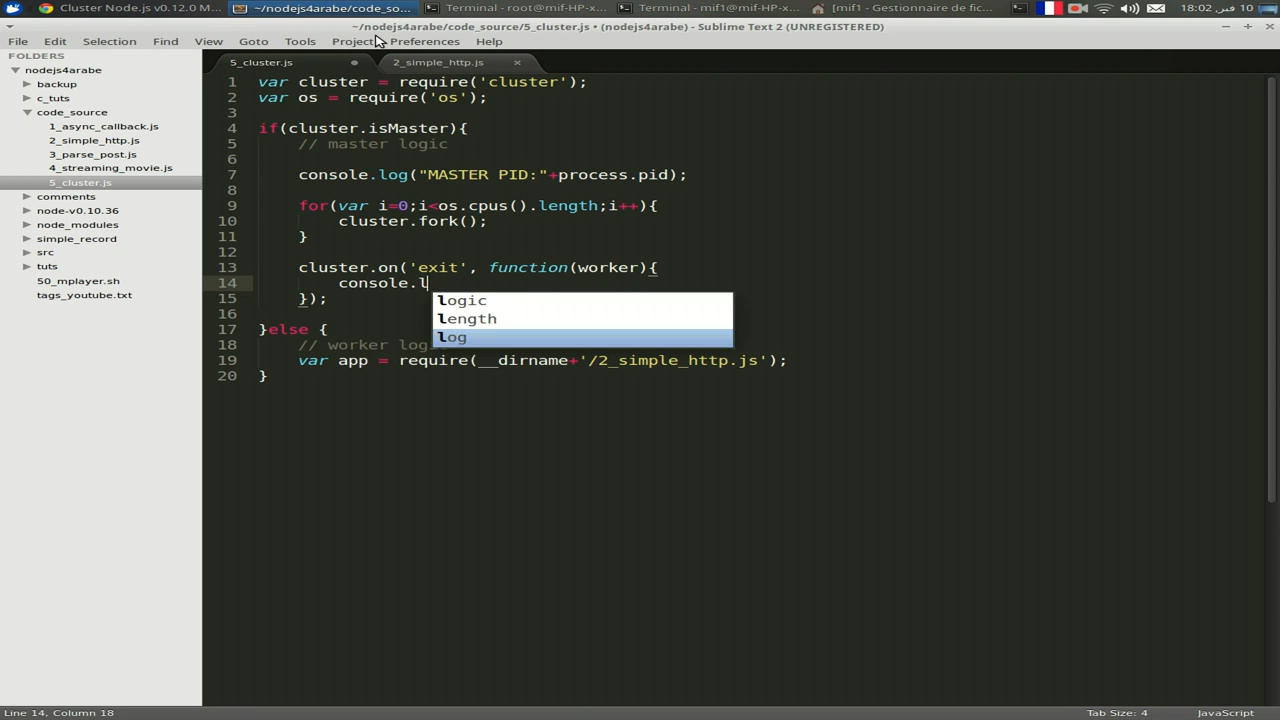 Cluster Node.js v0.12.0 M... ~/nodejs4arabe/code_so... Terminal - root@mif-HP-x... Terminal - mif1@mif-HP-x... [mif1 - Gestionnaire de fic... 10 فبر, 18:02
~/nodejs4arabe/code_source/5_cluster.js • (nodejs4arabe) - Sublime Text 2 (UNREGISTERED)
File Edit Selection Find View Goto Tools Project Preferences Help
FOLDERS
nodejs4arabe
backup
c_tuts
code_source
1_async_callback.js
2_simple_http.js
3_parse_post.js
4_streaming_movie.js
5_cluster.js
comments
node-v0.10.36
node_modules
simple_record
src
tuts
50_mplayer.sh
tags_youtube.txt
5_cluster.js 2_simple_http.js
1 var cluster = require('cluster');
2 var os = require('os');
3
4 if(cluster.isMaster){
5 // master logic
6
7 console.log("MASTER PID:"+process.pid);
8
9 for(var i=0;i<os.cpus().length;i++){
10 cluster.fork();
11 }
12
13 cluster.on('exit', function(worker){
14 console.l
15 });
16
17 }else {
18 // worker log
19 var app = require(__dirname+'/2_simple_http.js');
20 }
logic
length
log
Line 14, Column 18 Tab Size: 4 JavaScript